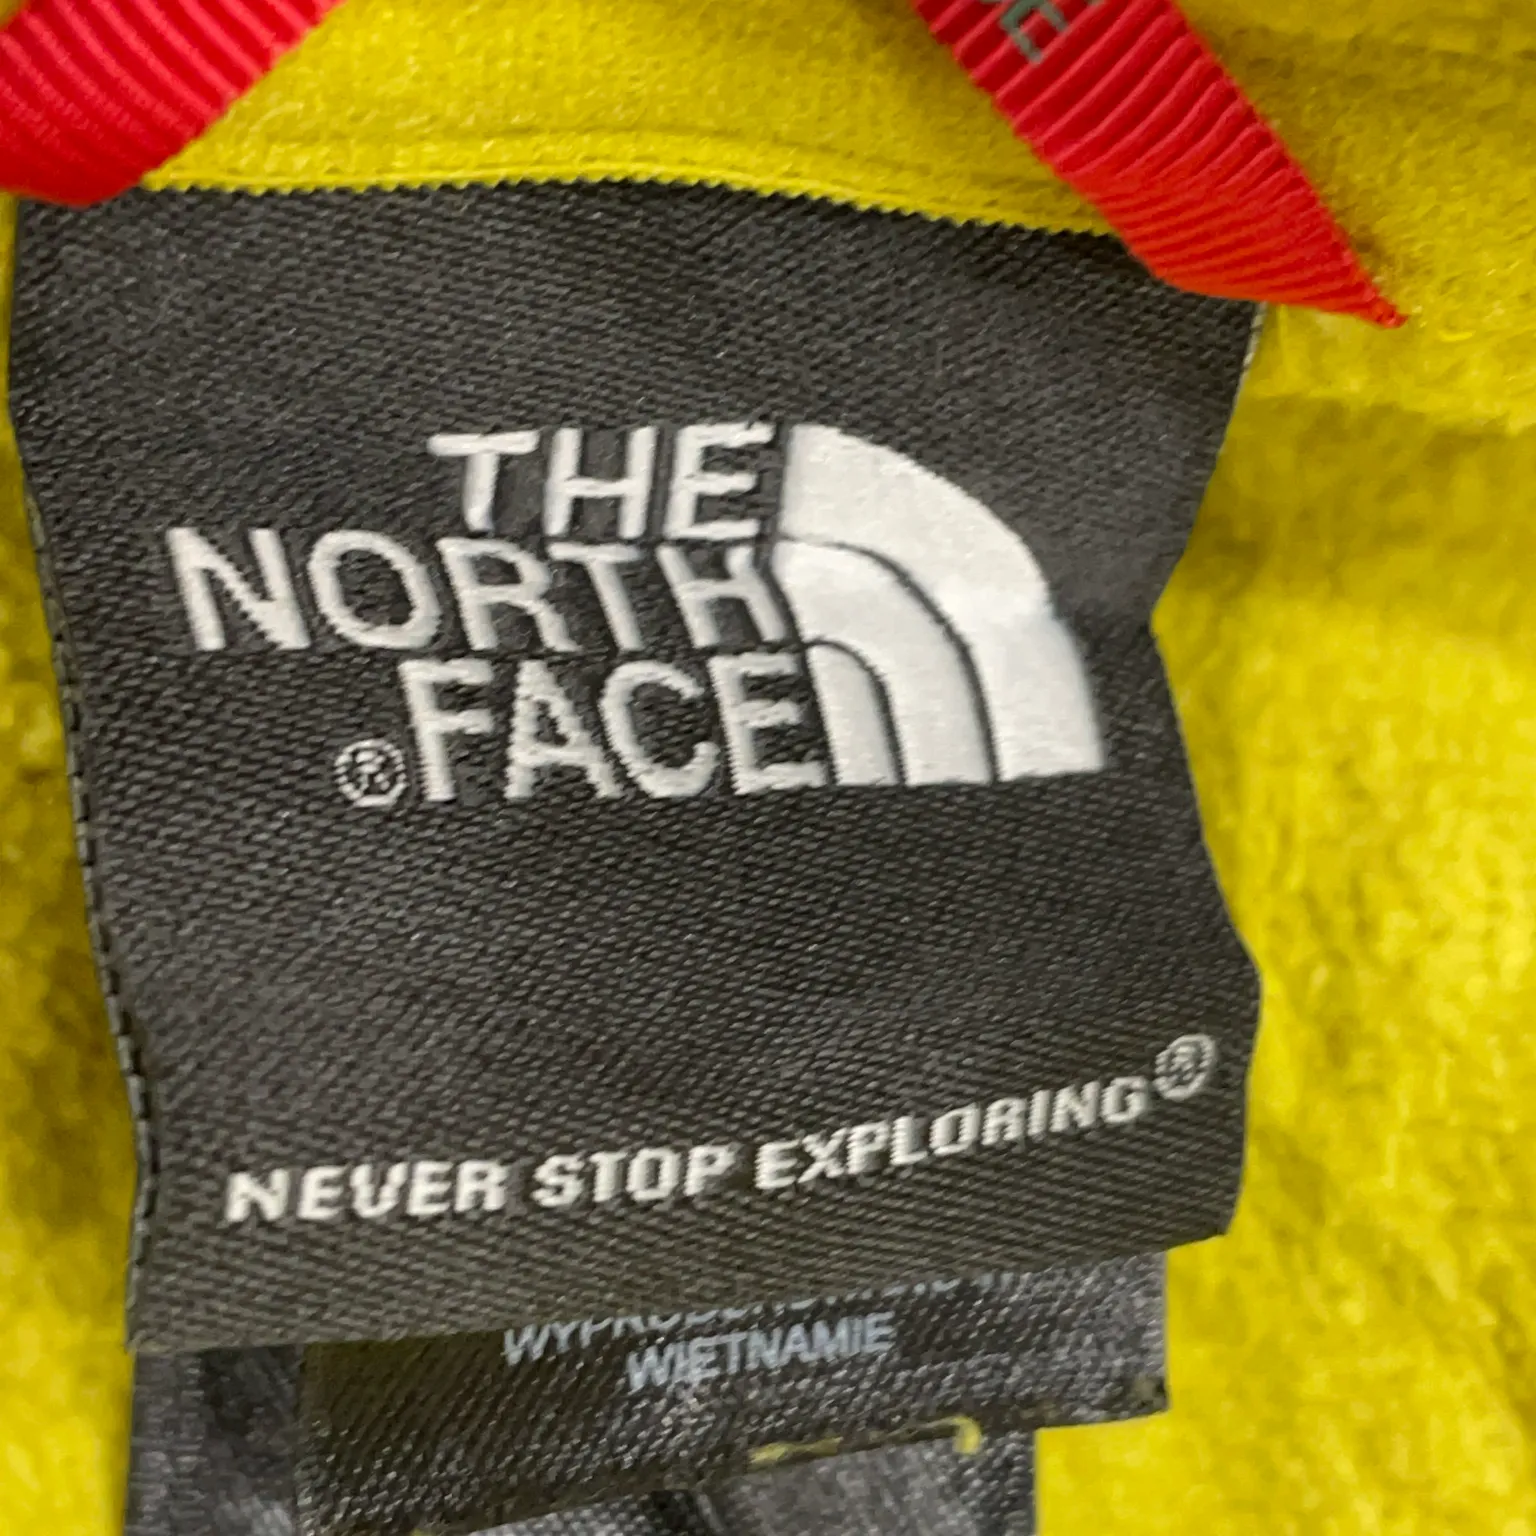 THE
NORTH
®FACE
NEVER STOP EXPLORING®
WIETNAMIE